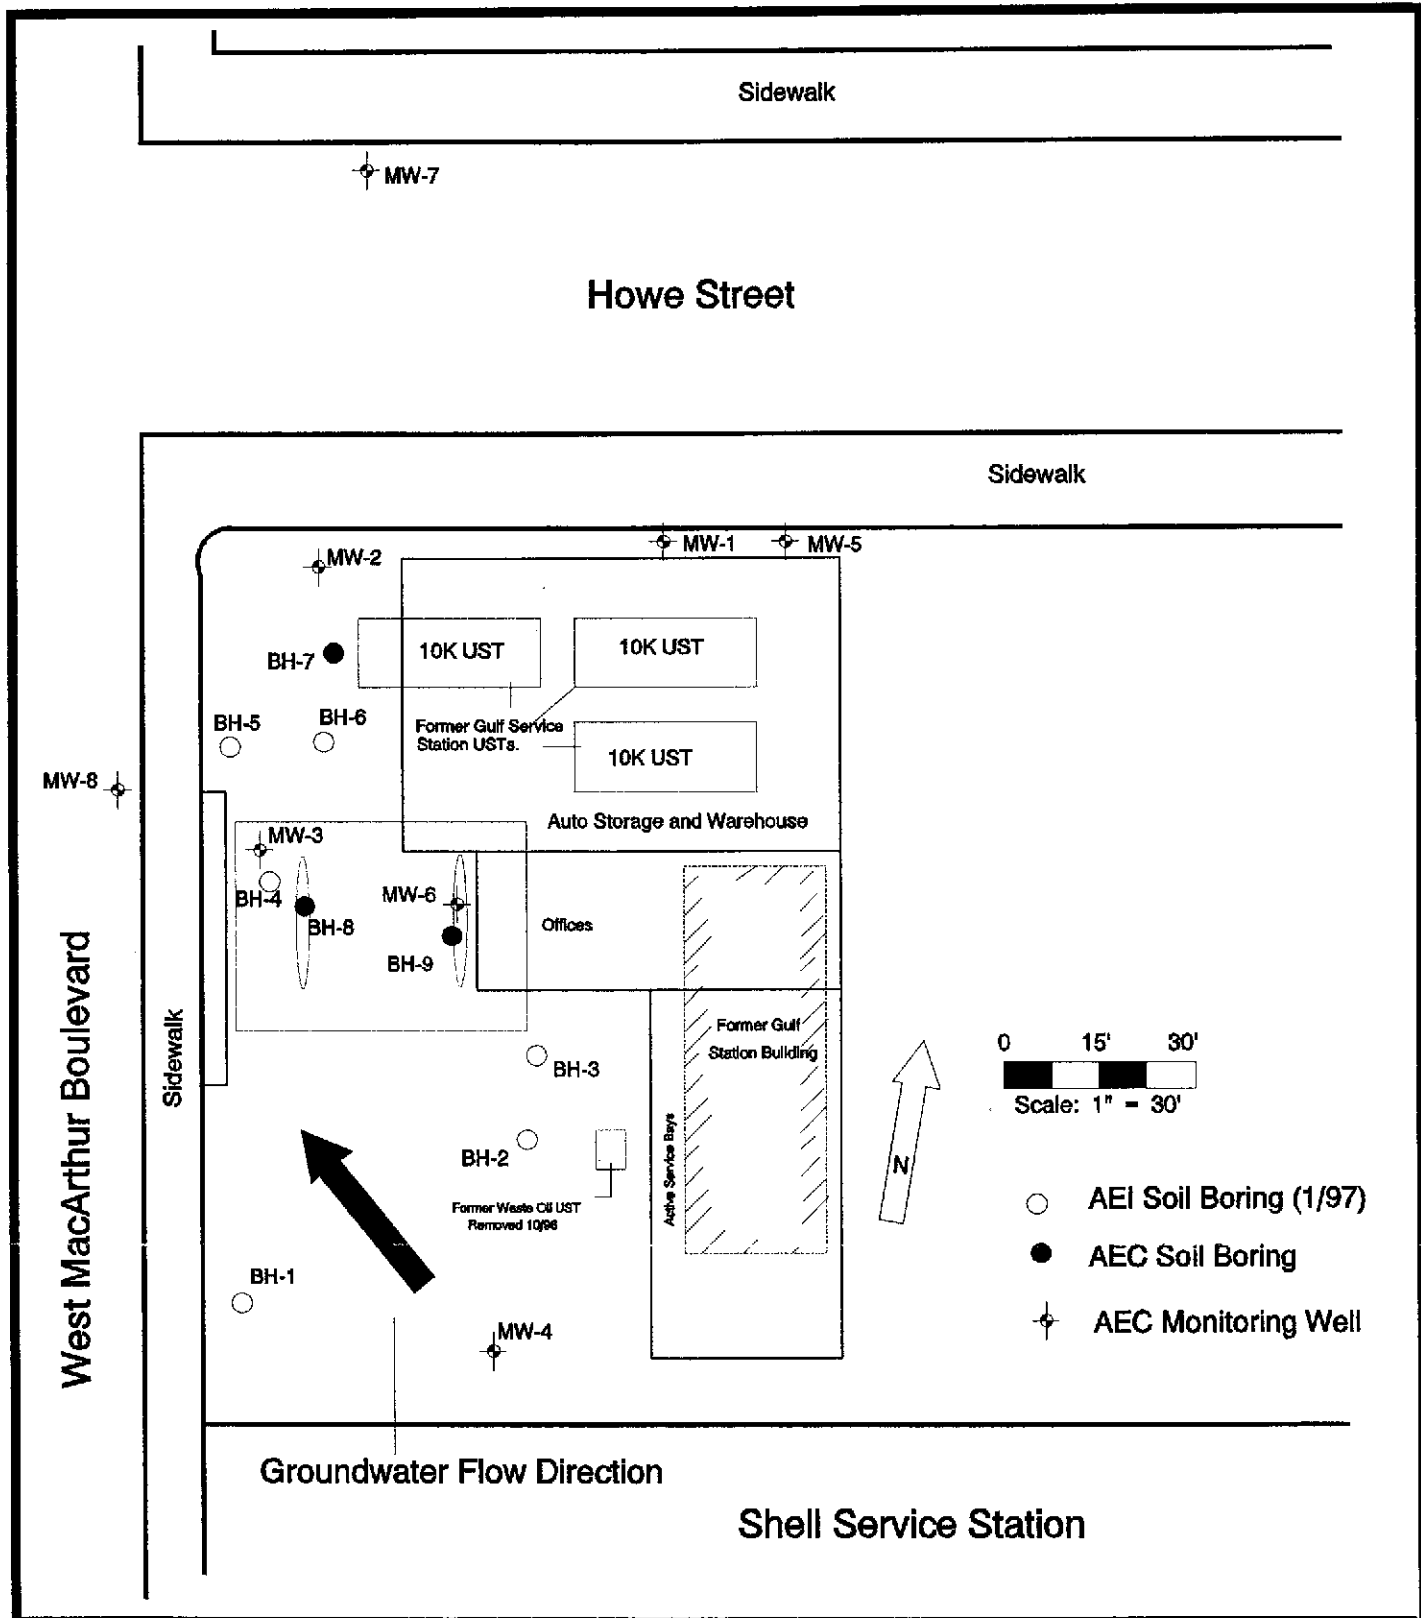 Sidewalk
MW-7
Howe Street
Sidewalk
MW-1
MW-5
MW-2
BH-7
10K UST
10K UST
BH-5
BH-6
Former Gulf Service
Station USTs.
10K UST
MW-8
Auto Storage and Warehouse
MW-3
BH-4
BH-8
MW-6
BH-9
Offices
West MacArthur Boulevard
Sidewalk
Former Gulf
Station Building
BH-3
0 15' 30'
Scale: 1" = 30'
BH-2
Active Service Bays
N
Former Waste Oil UST
Removed 10/96
AEI Soil Boring (1/97)
AEC Soil Boring
BH-1
AEC Monitoring Well
MW-4
Groundwater Flow Direction
Shell Service Station